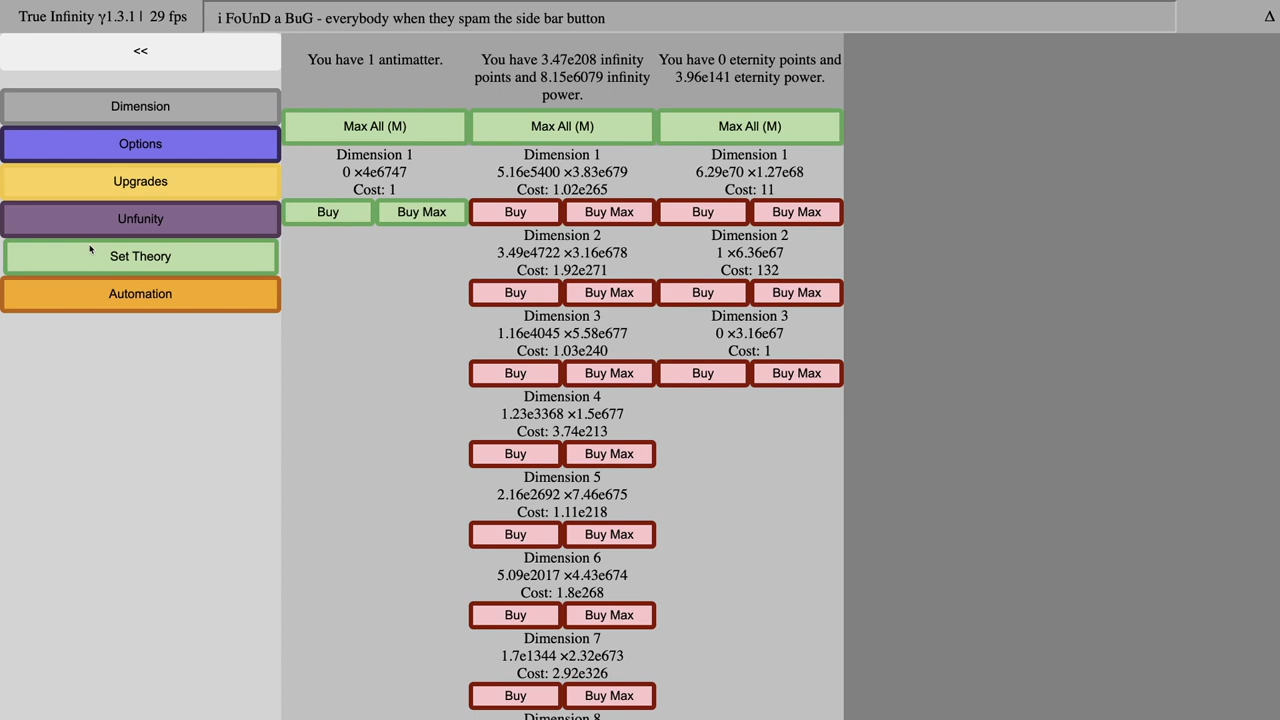 True Infinity γ1.3.1 | 29 fps
i FoUnD a BuG - everybody when they spam the side bar button
Δ
<<
Dimension
Options
Upgrades
Unfunity
Set Theory
Automation
You have 1 antimatter.
Max All (M)
Dimension 1
0 ×4e6747
Cost: 1
Buy
Buy Max
You have 3.47e208 infinity
points and 8.15e6079 infinity
power.
Max All (M)
Dimension 1
5.16e5400 ×3.83e679
Cost: 1.02e265
Buy
Buy Max
Dimension 2
3.49e4722 ×3.16e678
Cost: 1.92e271
Buy
Buy Max
Dimension 3
1.16e4045 ×5.58e677
Cost: 1.03e240
Buy
Buy Max
Dimension 4
1.23e3368 ×1.5e677
Cost: 3.74e213
Buy
Buy Max
Dimension 5
2.16e2692 ×7.46e675
Cost: 1.11e218
Buy
Buy Max
Dimension 6
5.09e2017 ×4.43e674
Cost: 1.8e268
Buy
Buy Max
Dimension 7
1.7e1344 ×2.32e673
Cost: 2.92e326
Buy
Buy Max
Dimension 8
You have 0 eternity points and
3.96e141 eternity power.
Max All (M)
Dimension 1
6.29e70 ×1.27e68
Cost: 11
Buy
Buy Max
Dimension 2
1 ×6.36e67
Cost: 132
Buy
Buy Max
Dimension 3
0 ×3.16e67
Cost: 1
Buy
Buy Max